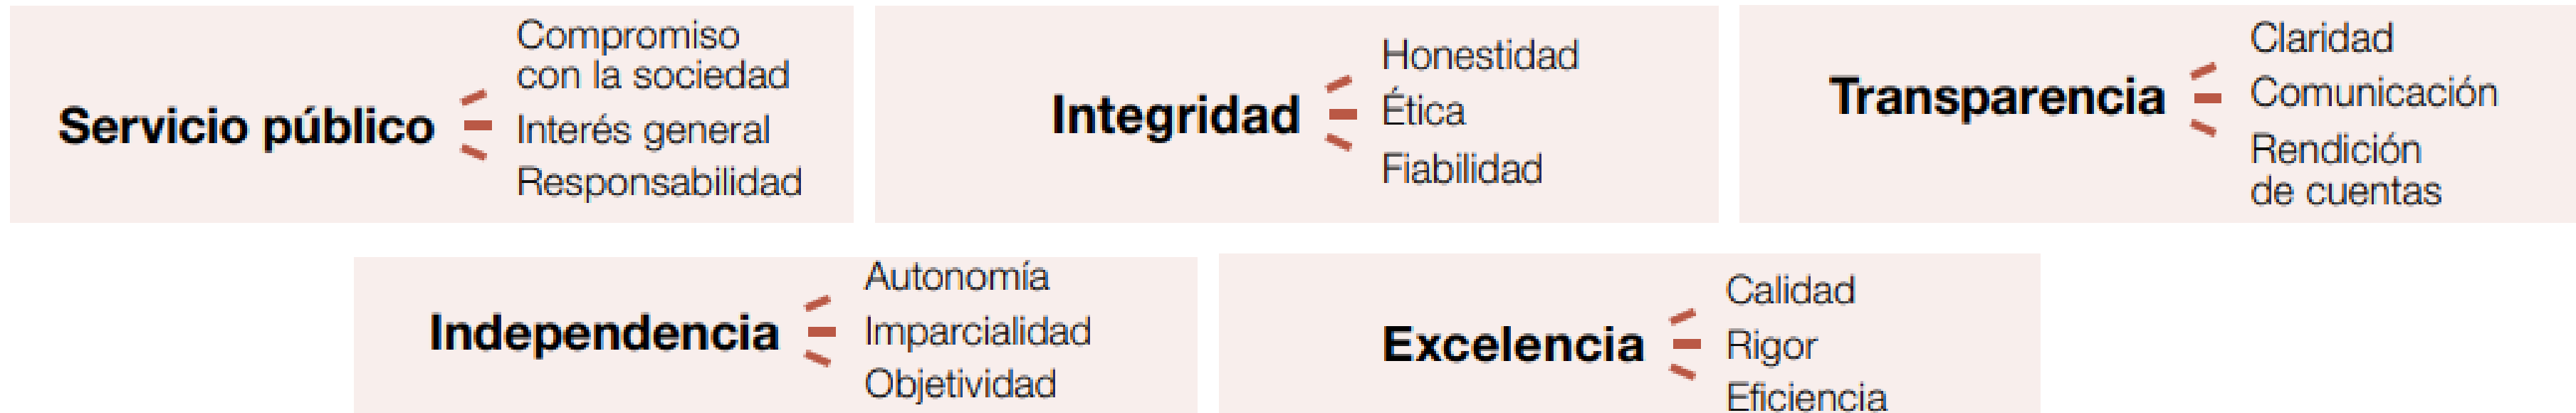 Servicio público
Compromiso
con la sociedad
Interés general
Responsabilidad
Integridad
Honestidad
Ética
Fiabilidad
Transparencia
Claridad
Comunicación
Rendición
de cuentas
Independencia
Autonomía
Imparcialidad
Objetividad
Excelencia
Calidad
Rigor
Eficiencia